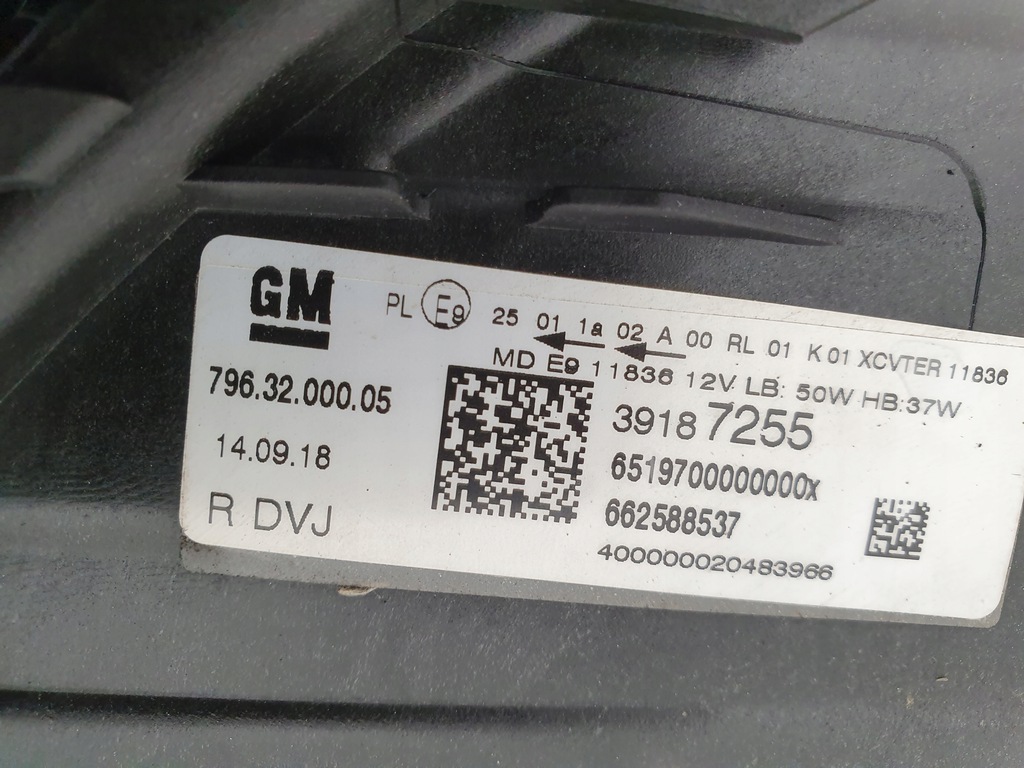 GM
PL E9 25 01 1a 02 A 00 RL 01 K 01 XCVTER 11836
MD E9 11836 12V LB: 50W HB:37W
796.32.000.05
14.09.18
R DVJ
39187255
6519700000000x
662588537
400000020483966